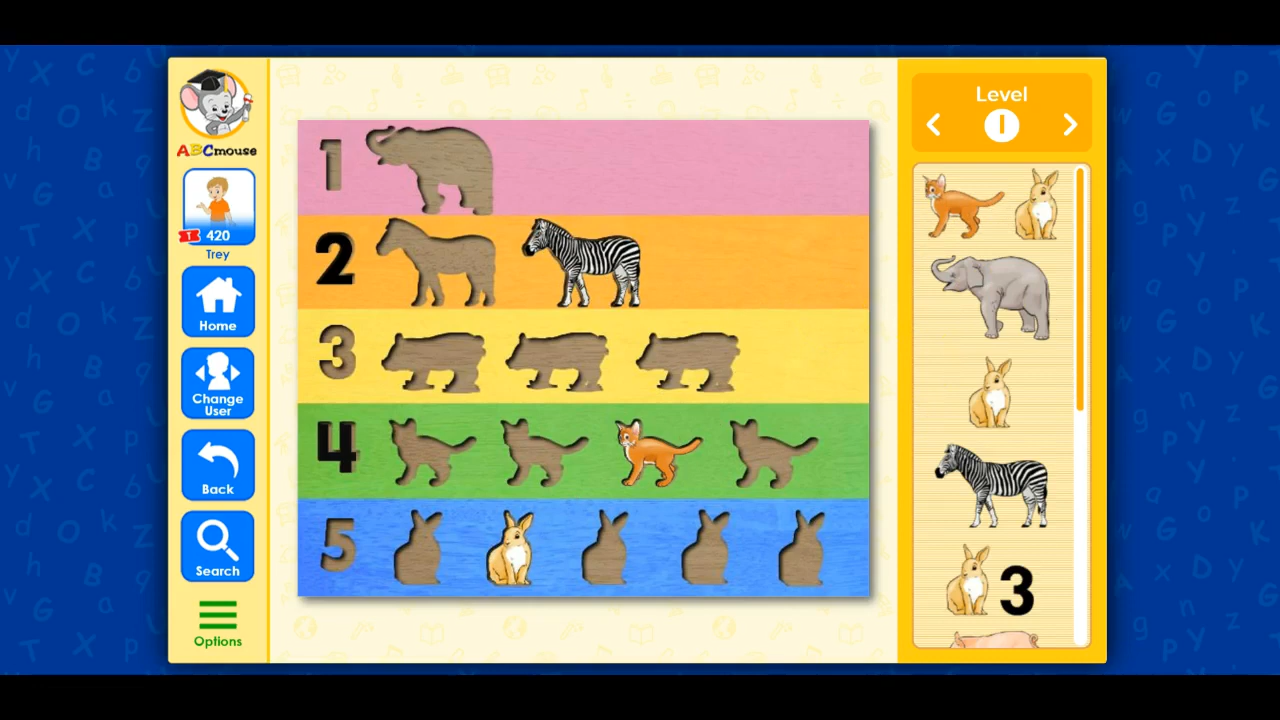 ABCmouse
420
Trey
Home
Change
User
Back
Search
Options
1
2
3
4
5
Level
1
3